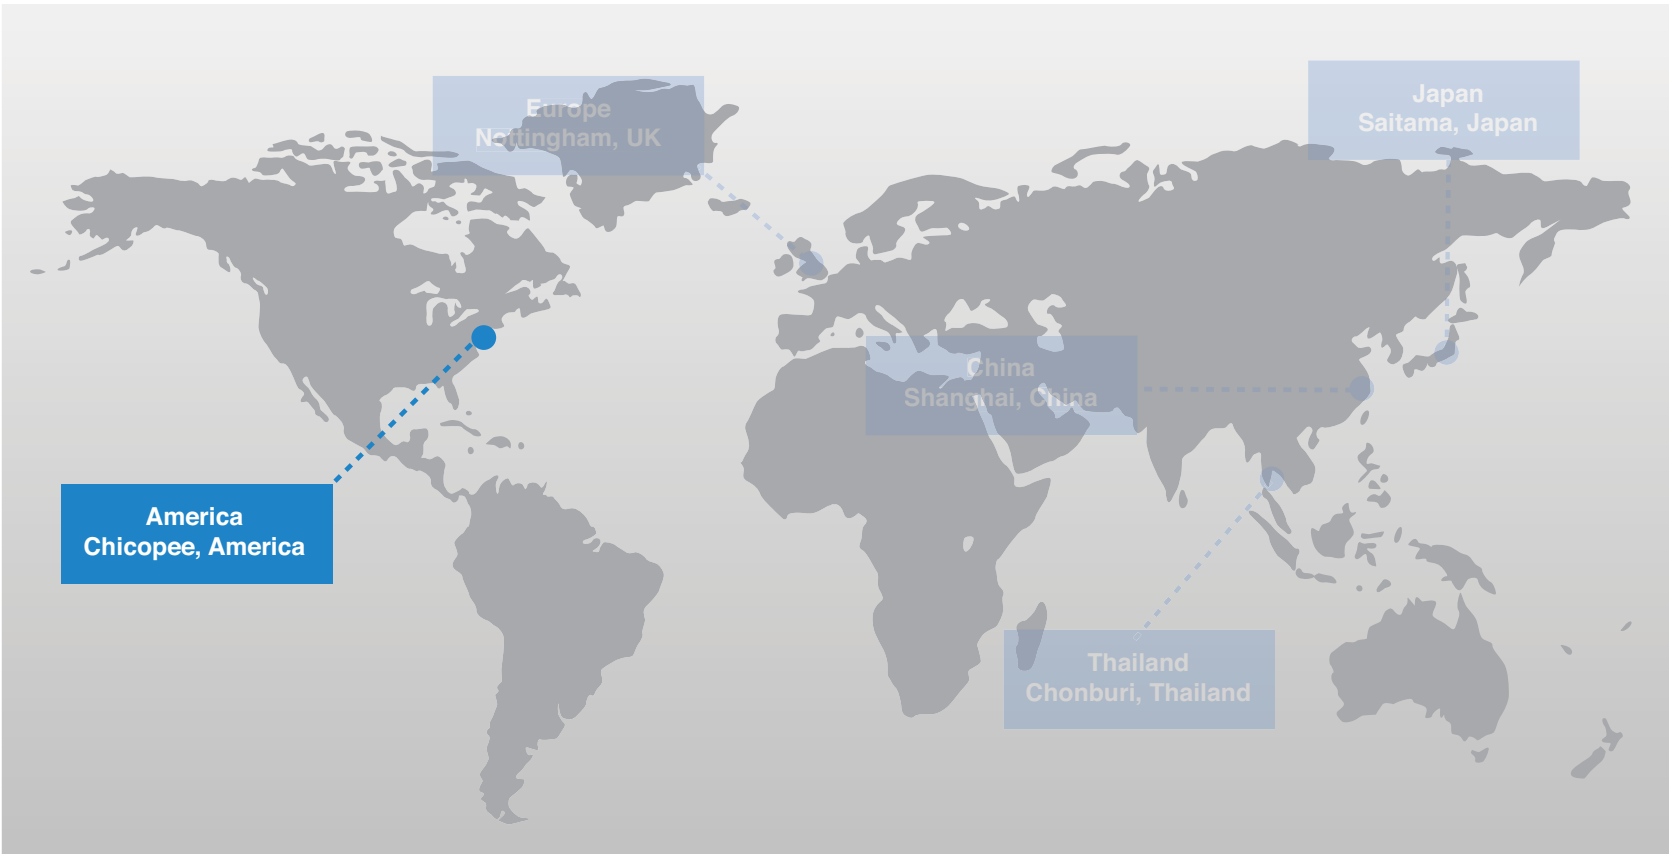 Europe
Nottingham, UK
Japan
Saitama, Japan
China
Shanghai, China
America
Chicopee, America
Thailand
Chonburi, Thailand